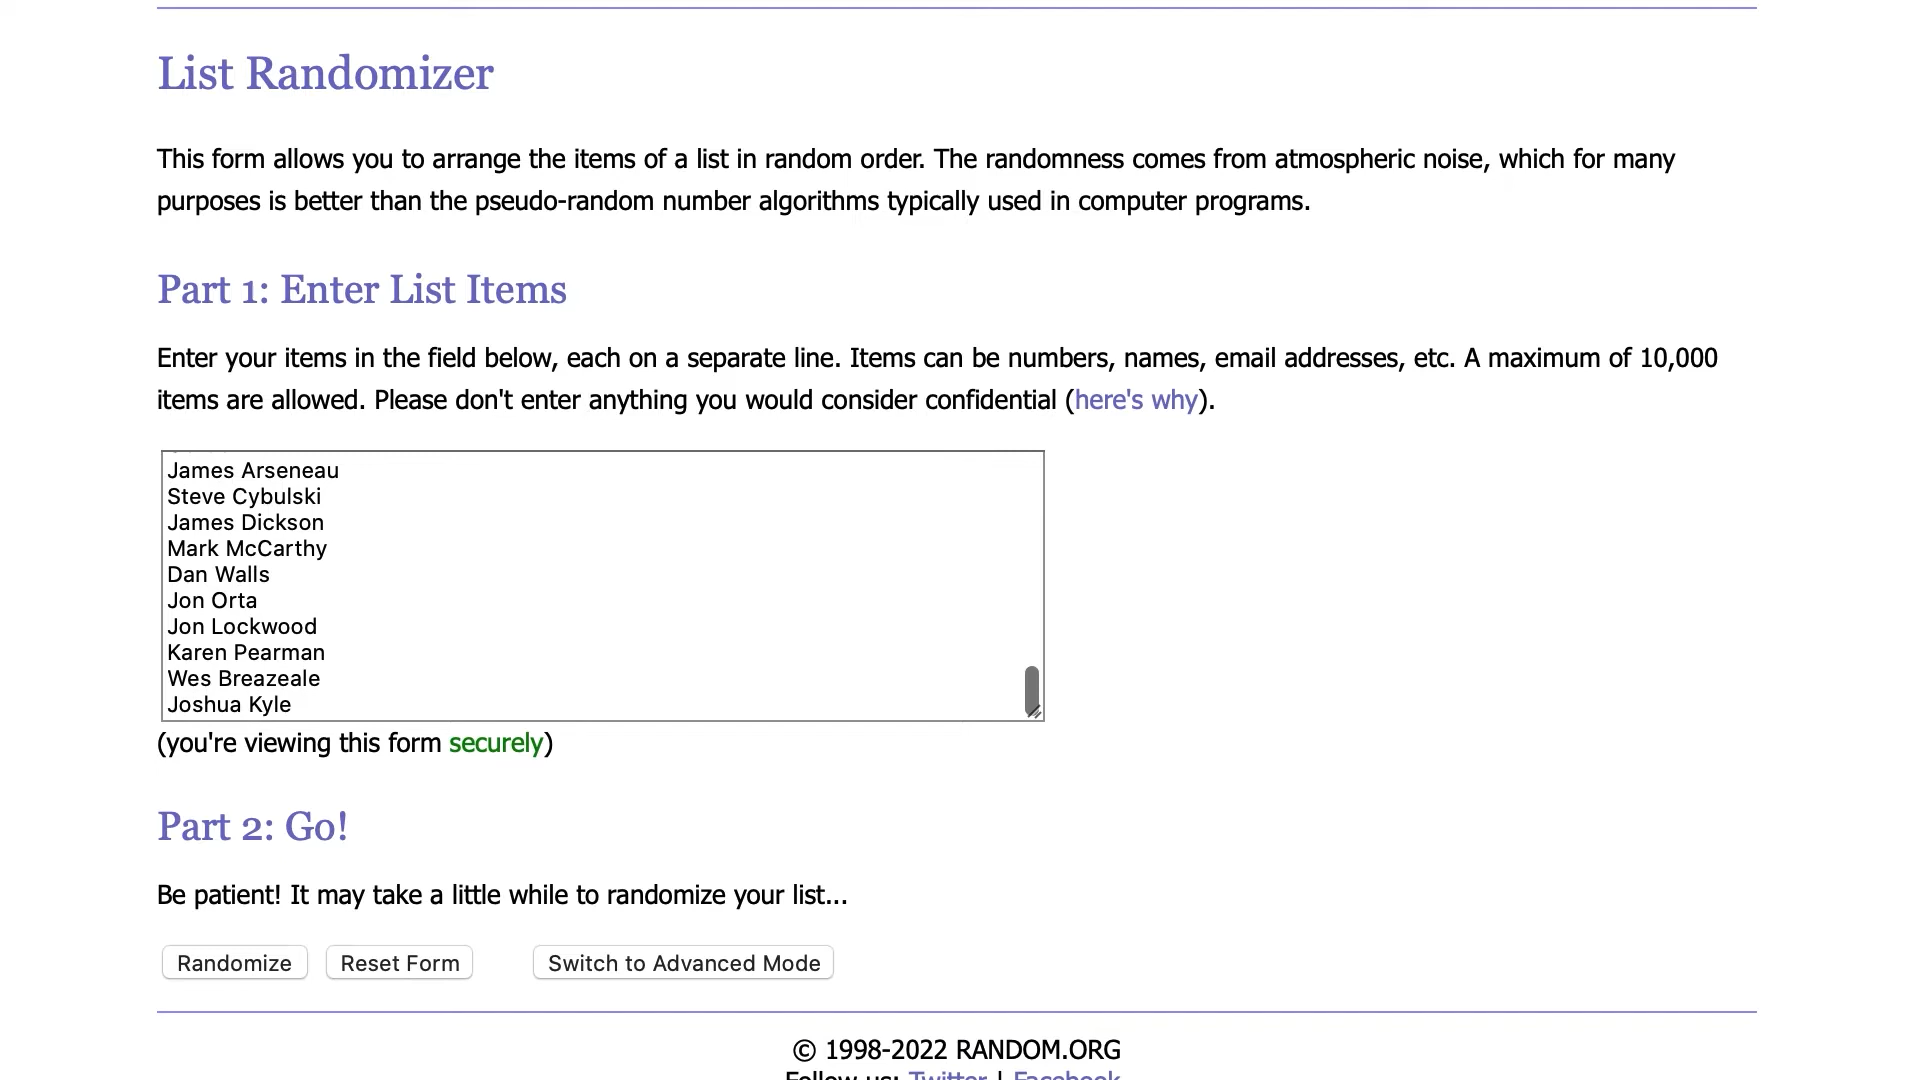 List Randomizer
This form allows you to arrange the items of a list in random order. The randomness comes from atmospheric noise, which for many
purposes is better than the pseudo-random number algorithms typically used in computer programs.
Part 1: Enter List Items
Enter your items in the field below, each on a separate line. Items can be numbers, names, email addresses, etc. A maximum of 10,000
items are allowed. Please don't enter anything you would consider confidential (here's why).
James Arseneau
Steve Cybulski
James Dickson
Mark McCarthy
Dan Walls
Jon Orta
Jon Lockwood
Karen Pearman
Wes Breazeale
Joshua Kyle
(you're viewing this form securely)
Part 2: Go!
Be patient! It may take a little while to randomize your list...
Randomize Reset Form Switch to Advanced Mode
© 1998-2022 RANDOM.ORG
Follow us: Twitter | Facebook